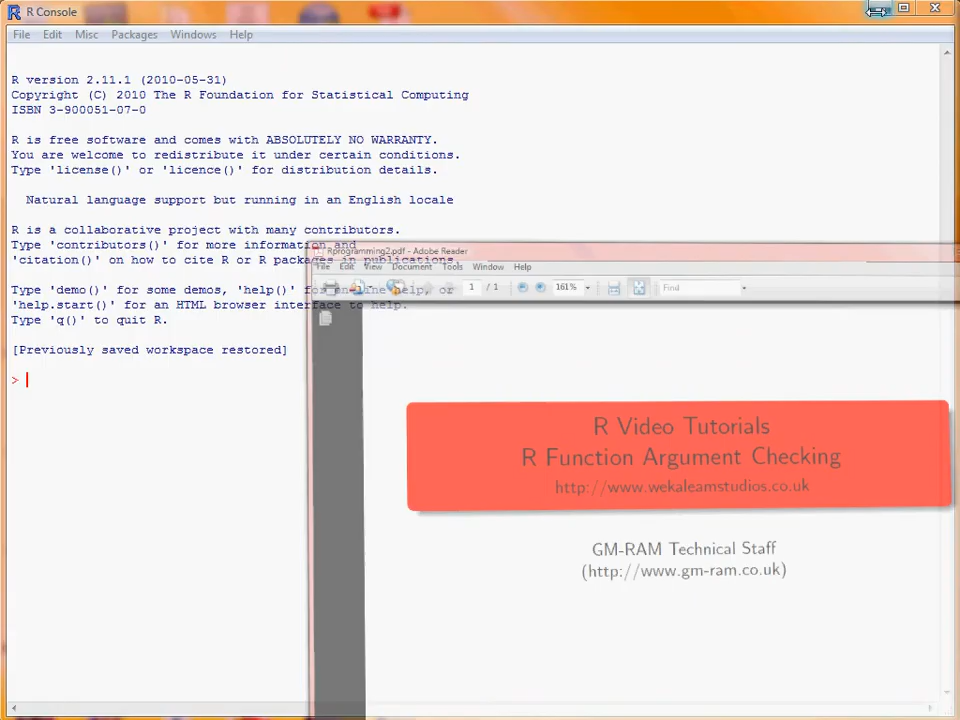 R Console
File Edit Misc Packages Windows Help
R version 2.11.1 (2010-05-31)
Copyright (C) 2010 The R Foundation for Statistical Computing
ISBN 3-900051-07-0
R is free software and comes with ABSOLUTELY NO WARRANTY.
You are welcome to redistribute it under certain conditions.
Type 'license()' or 'licence()' for distribution details.
Natural language support but running in an English locale
R is a collaborative project with many contributors.
Type 'contributors()' for more information and
'citation()' on how to cite R or R packages in publications.
Type 'demo()' for some demos, 'help()' for on-line help, or
'help.start()' for an HTML browser interface to help.
Type 'q()' to quit R.
[Previously saved workspace restored]
>
Rprogramming2.pdf - Adobe Reader
File Edit View Document Tools Window Help
1 / 1 161% Find
R Video Tutorials
R Function Argument Checking
http://www.wekaleamstudios.co.uk
GM-RAM Technical Staff
(http://www.gm-ram.co.uk)